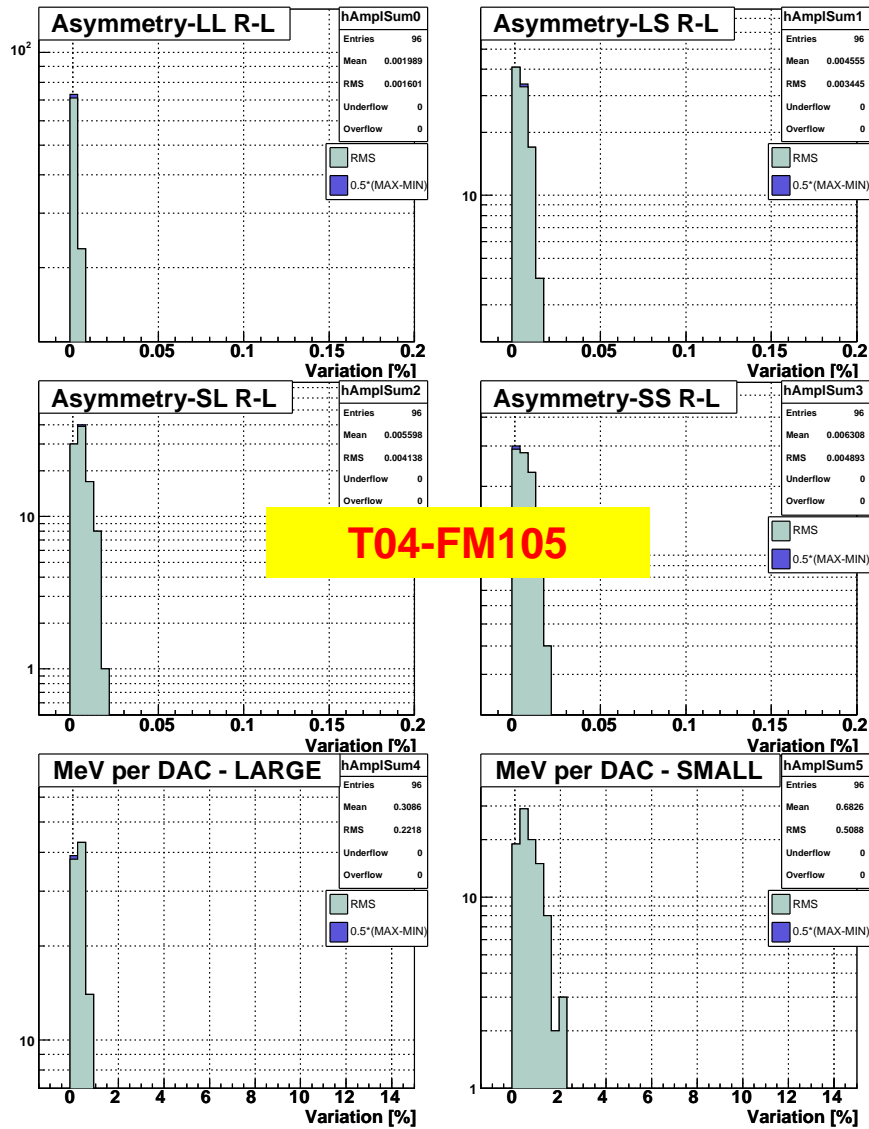 Asymmetry-LL R-L
hAmplSum0
Entries 96
Mean 0.001989
RMS 0.001601
Underflow 0
Overflow 0
RMS
0.5*(MAX-MIN)
10²
0 0.05 0.1 0.15 0.2
Variation [%]
Asymmetry-LS R-L
hAmplSum1
Entries 96
Mean 0.004555
RMS 0.003445
Underflow 0
Overflow 0
RMS
0.5*(MAX-MIN)
10
0 0.05 0.1 0.15 0.2
Variation [%]
Asymmetry-SL R-L
hAmplSum2
Entries 96
Mean 0.005598
RMS 0.004138
Underflow 0
Overflow 0
10
1
0 0.05 0.1 0.15 0.2
Variation [%]
Asymmetry-SS R-L
hAmplSum3
Entries 96
Mean 0.006308
RMS 0.004893
Underflow 0
Overflow 0
RMS
0.5*(MAX-MIN)
0 0.05 0.1 0.15 0.2
Variation [%]
T04-FM105
MeV per DAC - LARGE
hAmplSum4
Entries 96
Mean 0.3086
RMS 0.2218
Underflow 0
Overflow 0
RMS
0.5*(MAX-MIN)
10
0 2 4 6 8 10 12 14
Variation [%]
MeV per DAC - SMALL
hAmplSum5
Entries 96
Mean 0.6826
RMS 0.5088
Underflow 0
Overflow 0
RMS
0.5*(MAX-MIN)
10
1
0 2 4 6 8 10 12 14
Variation [%]